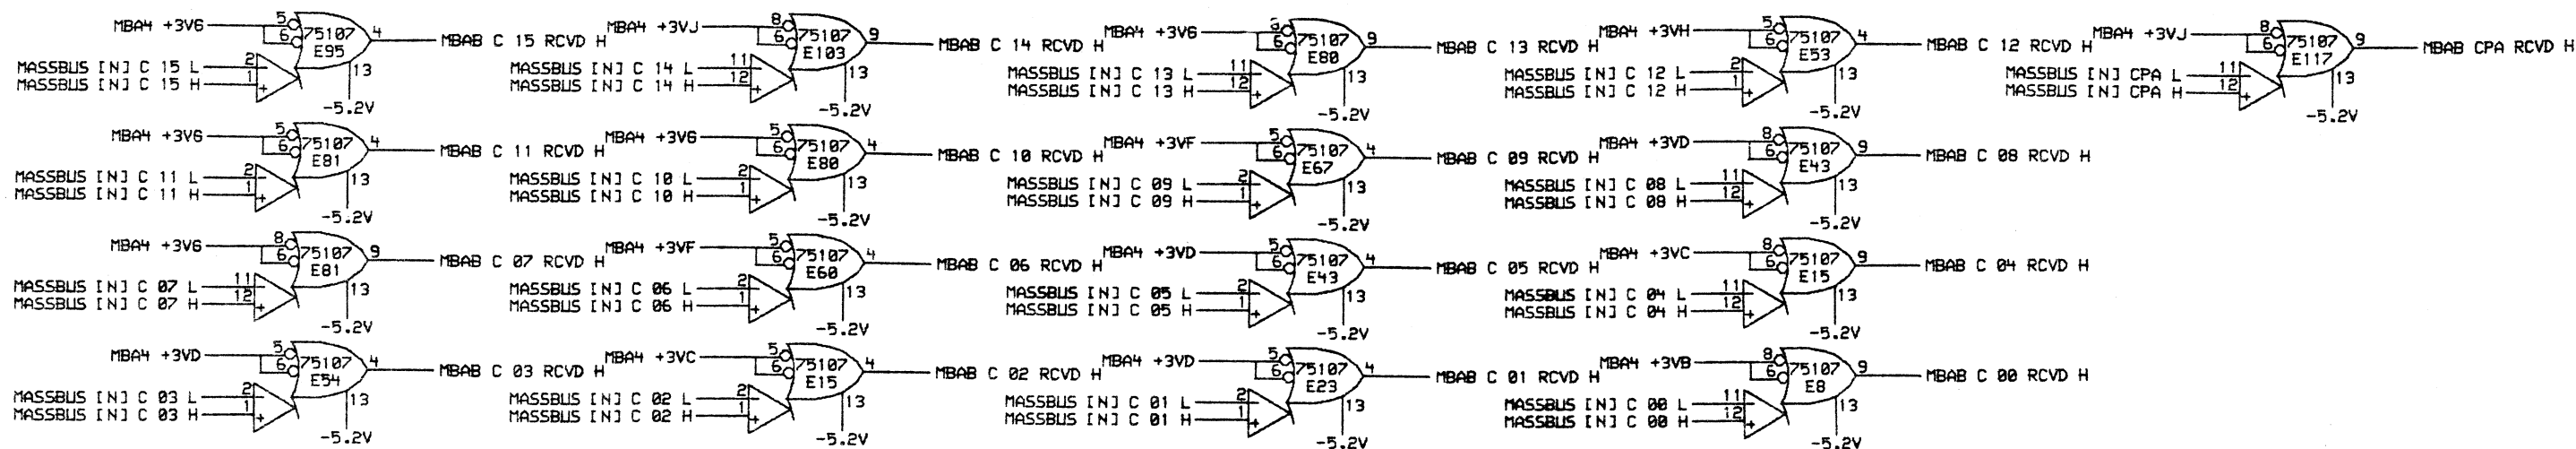 MBA4 +3VG 5 6 75107 E95 4 MBAB C 15 RCVD H
MASSBUS [N] C 15 L 2
MASSBUS [N] C 15 H 1 + 13
-5.2V
MBA4 +3VJ 8 6 75107 E103 9 MBAB C 14 RCVD H
MASSBUS [N] C 14 L 11
MASSBUS [N] C 14 H 12 + 13
-5.2V
MBA4 +3VG 6 75107 E80 9 MBAB C 13 RCVD H
MASSBUS [N] C 13 L 11
MASSBUS [N] C 13 H 12 + 13
-5.2V
MBA4 +3VH 5 6 75107 E53 4 MBAB C 12 RCVD H
MASSBUS [N] C 12 L 2
MASSBUS [N] C 12 H 1 + 13
-5.2V
MBA4 +3VJ 8 6 75107 E117 9 MBAB CPA RCVD H
MASSBUS [N] CPA L 11
MASSBUS [N] CPA H 12 + 13
-5.2V
MBA4 +3VG 5 6 75107 E81 4 MBAB C 11 RCVD H
MASSBUS [N] C 11 L 2
MASSBUS [N] C 11 H 1 + 13
-5.2V
MBA4 +3VG 5 6 75107 E80 4 MBAB C 10 RCVD H
MASSBUS [N] C 10 L 2
MASSBUS [N] C 10 H 1 + 13
-5.2V
MBA4 +3VF 5 6 75107 E67 4 MBAB C 09 RCVD H
MASSBUS [N] C 09 L 2
MASSBUS [N] C 09 H 1 + 13
-5.2V
MBA4 +3VD 8 6 75107 E43 9 MBAB C 08 RCVD H
MASSBUS [N] C 08 L 11
MASSBUS [N] C 08 H 12 + 13
-5.2V
MBA4 +3VG 8 6 75107 E81 9 MBAB C 07 RCVD H
MASSBUS [N] C 07 L 11
MASSBUS [N] C 07 H 12 + 13
-5.2V
MBA4 +3VF 5 6 75107 E60 4 MBAB C 06 RCVD H
MASSBUS [N] C 06 L 2
MASSBUS [N] C 06 H 1 + 13
-5.2V
MBA4 +3VD 5 6 75107 E43 4 MBAB C 05 RCVD H
MASSBUS [N] C 05 L 2
MASSBUS [N] C 05 H 1 + 13
-5.2V
MBA4 +3VC 8 6 75107 E15 9 MBAB C 04 RCVD H
MASSBUS [N] C 04 L 11
MASSBUS [N] C 04 H 12 + 13
-5.2V
MBA4 +3VD 5 6 75107 E54 4 MBAB C 03 RCVD H
MASSBUS [N] C 03 L 2
MASSBUS [N] C 03 H 1 + 13
-5.2V
MBA4 +3VC 5 6 75107 E15 4 MBAB C 02 RCVD H
MASSBUS [N] C 02 L 2
MASSBUS [N] C 02 H 1 + 13
-5.2V
MBA4 +3VD 5 6 75107 E23 4 MBAB C 01 RCVD H
MASSBUS [N] C 01 L 2
MASSBUS [N] C 01 H 1 + 13
-5.2V
MBA4 +3VB 8 6 75107 E8 9 MBAB C 00 RCVD H
MASSBUS [N] C 00 L 11
MASSBUS [N] C 00 H 12 + 13
-5.2V